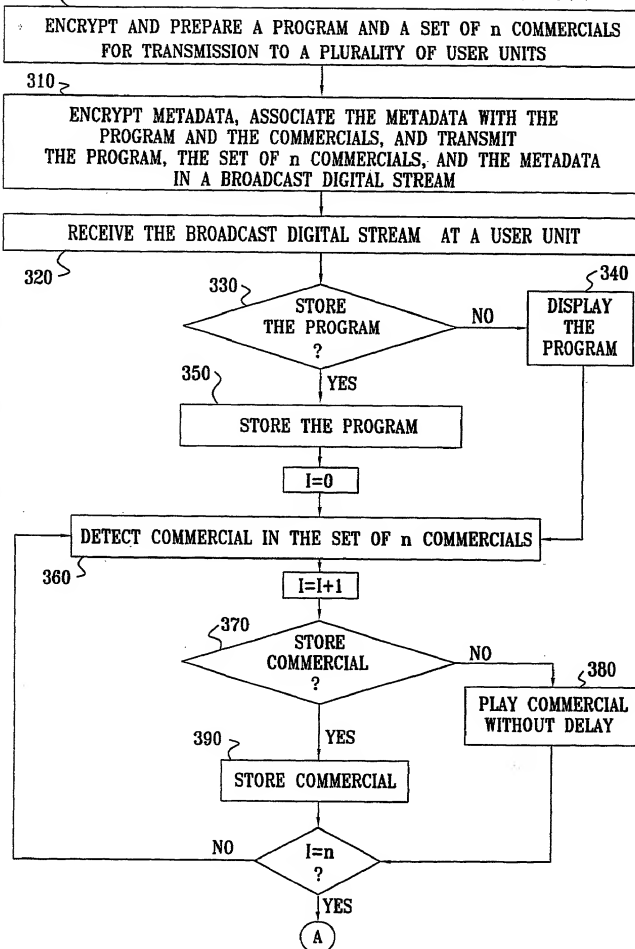 ENCRYPT AND PREPARE A PROGRAM AND A SET OF n COMMERCIALS
FOR TRANSMISSION TO A PLURALITY OF USER UNITS
310
ENCRYPT METADATA, ASSOCIATE THE METADATA WITH THE
PROGRAM AND THE COMMERCIALS, AND TRANSMIT
THE PROGRAM, THE SET OF n COMMERCIALS, AND THE METADATA
IN A BROADCAST DIGITAL STREAM
RECEIVE THE BROADCAST DIGITAL STREAM AT A USER UNIT
320
330
STORE
THE PROGRAM
?
NO
340
DISPLAY
THE
PROGRAM
YES
350
STORE THE PROGRAM
I=0
DETECT COMMERCIAL IN THE SET OF n COMMERCIALS
360
I=I+1
370
STORE
COMMERCIAL
?
NO
380
PLAY COMMERCIAL
WITHOUT DELAY
YES
390
STORE COMMERCIAL
I=n
?
NO
YES
A